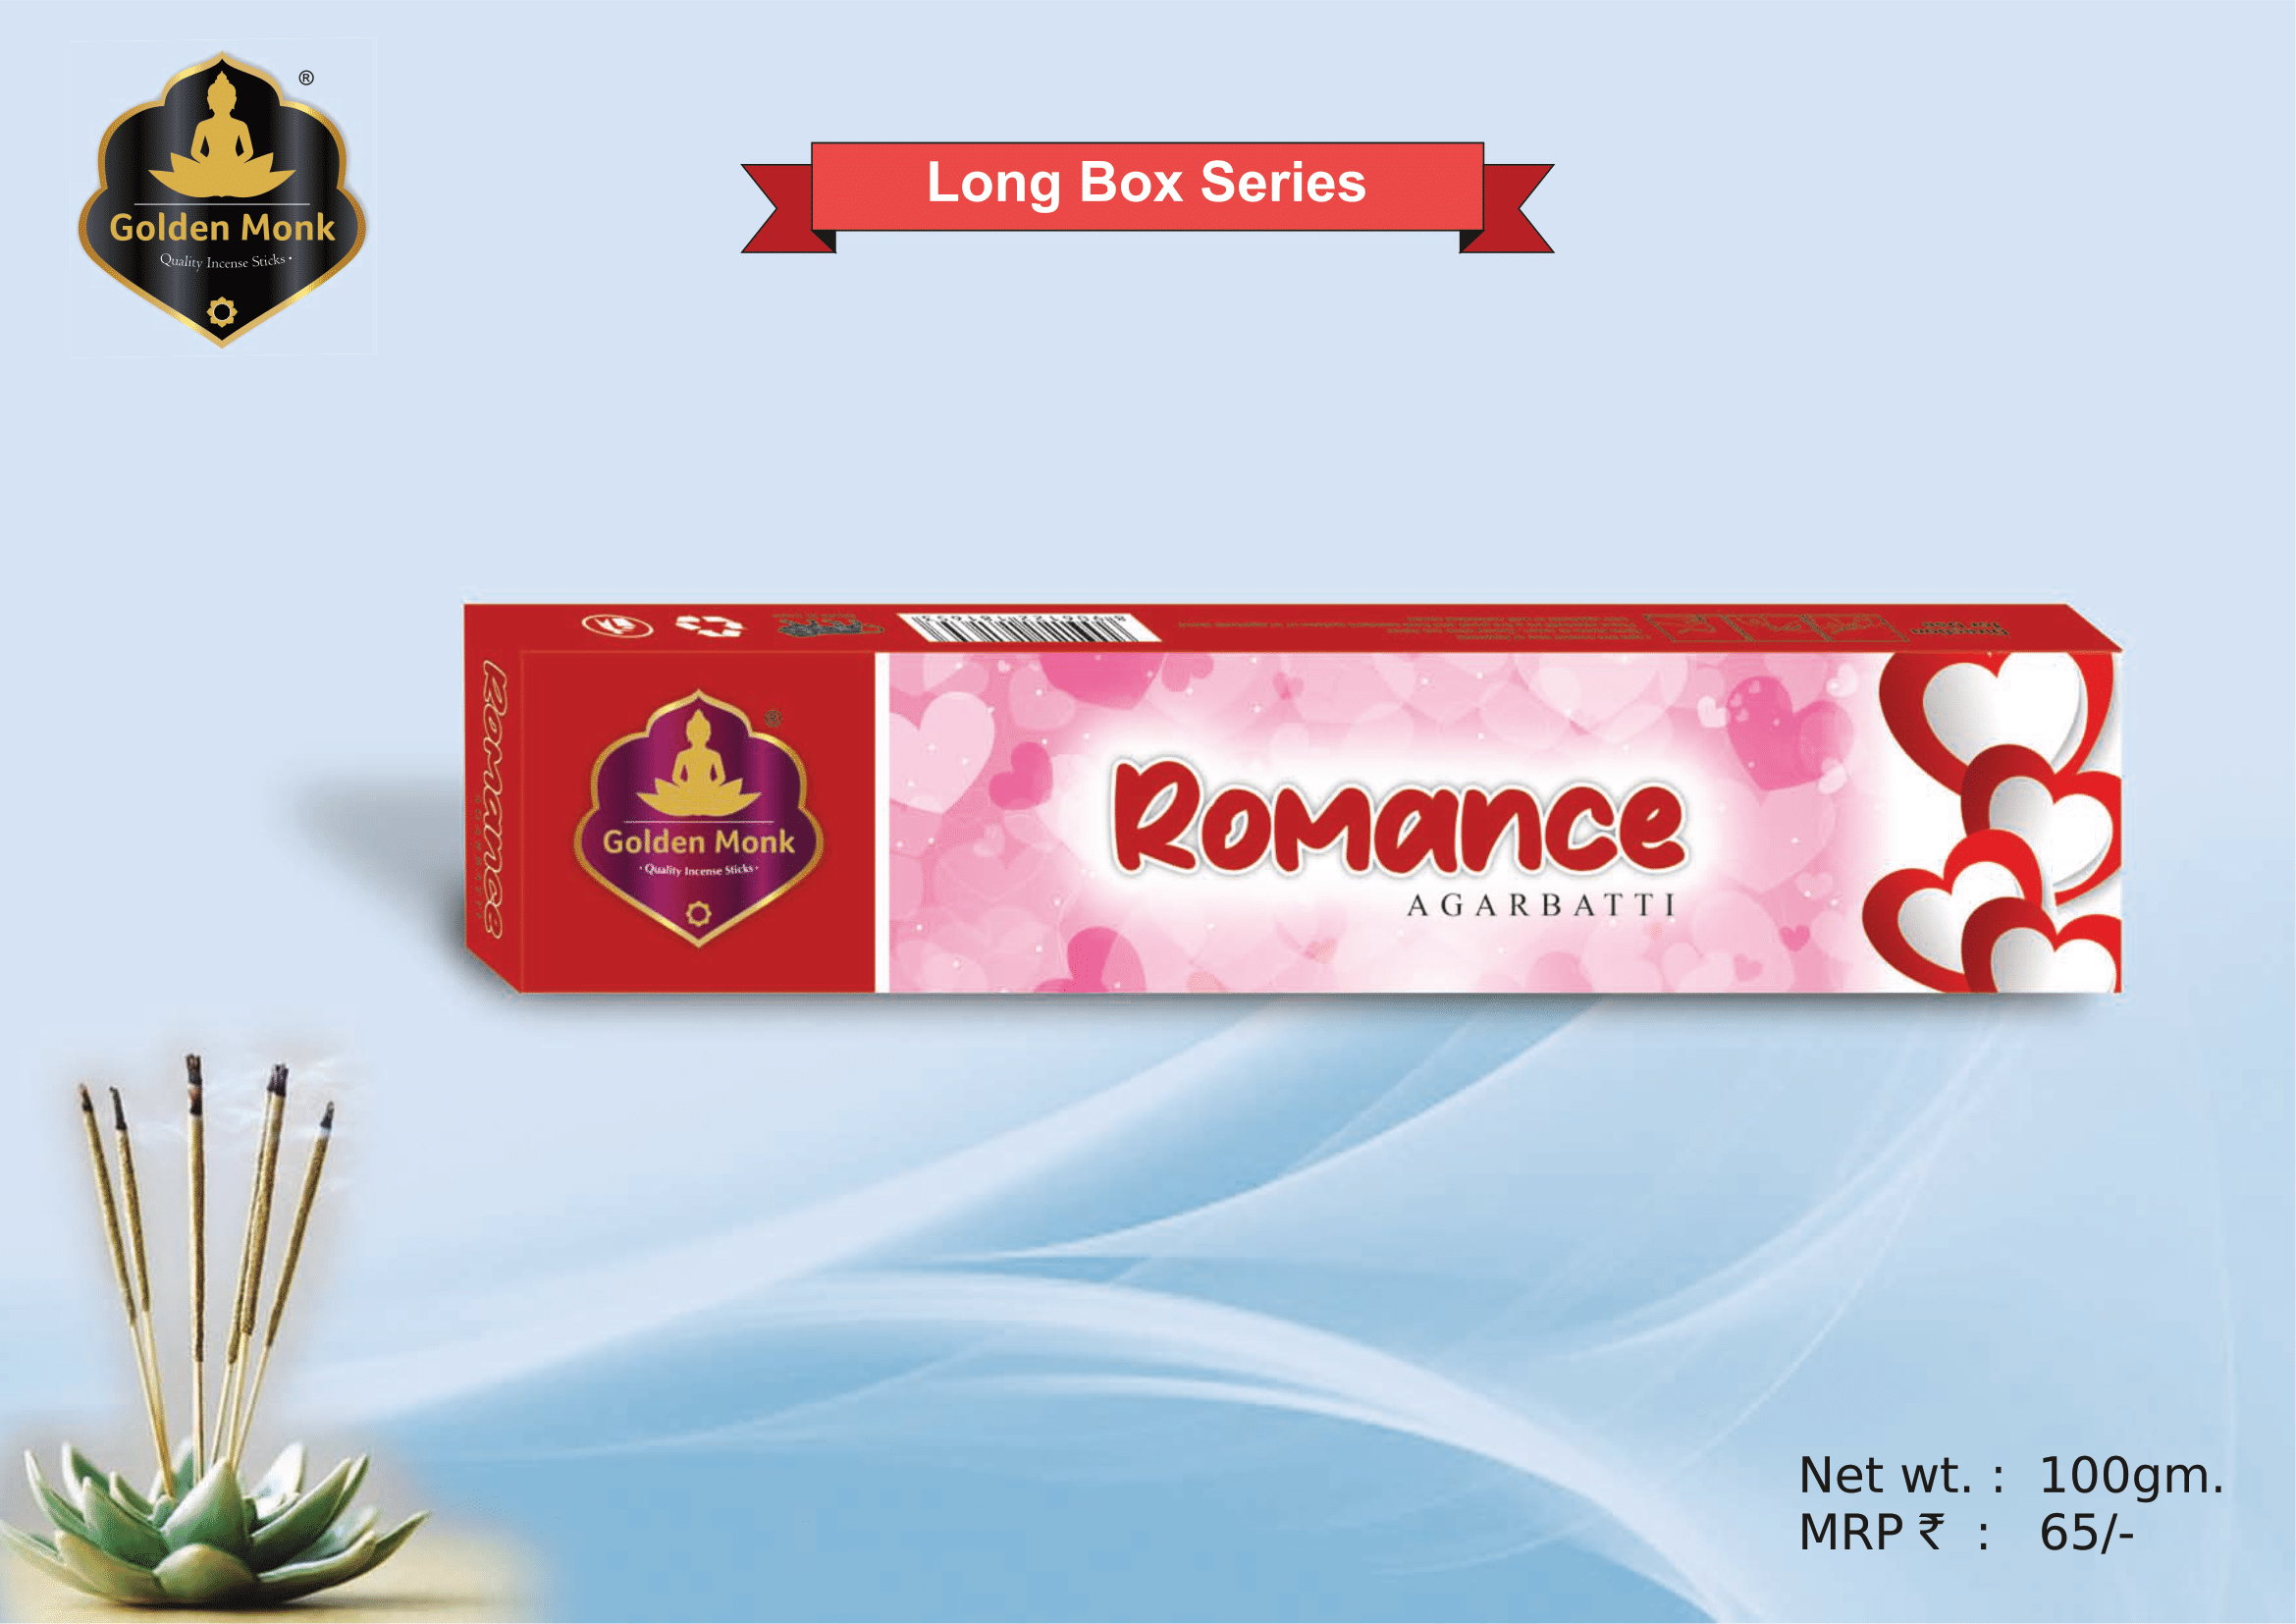 ®
Golden Monk
Quality Incense Sticks •
Long Box Series
Romance
®
Golden Monk
• Quality Incense Sticks •
Romance
AGARBATTI
Net wt. : 100gm.
MRP ₹ : 65/-